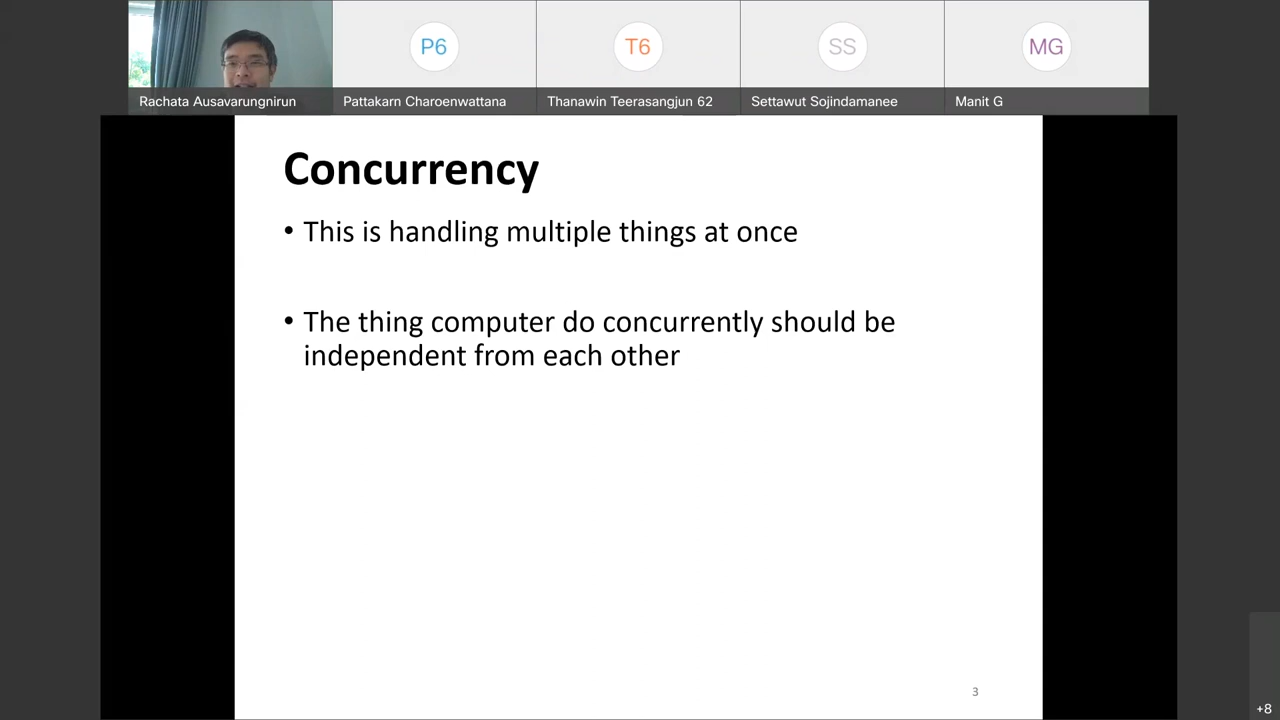 P6
T6
SS
MG
Rachata Ausavarungnirun
Pattakarn Charoenwattana
Thanawin Teerasangjun 62
Settawut Sojindamanee
Manit G
Concurrency
• This is handling multiple things at once
• The thing computer do concurrently should be
independent from each other
3
+8